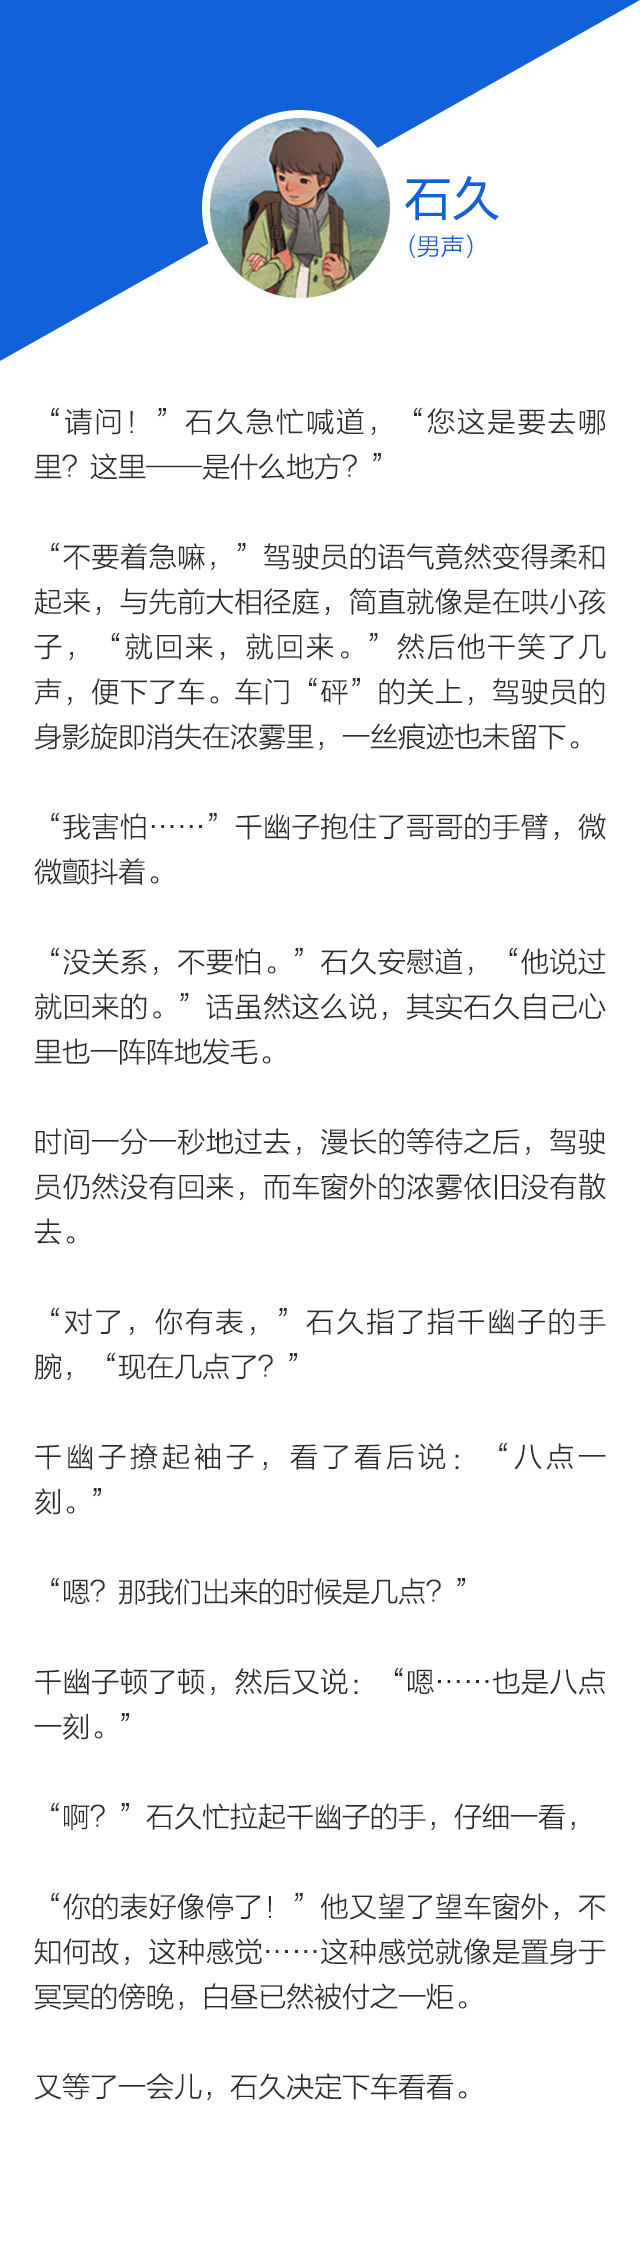 石久
（男声）
“请问！”石久急忙喊道，“您这是要去哪
里？这里——是什么地方？”
“不要着急嘛，”驾驶员的语气竟然变得柔和
起来，与先前大相径庭，简直就像是在哄小孩
子，“就回来，就回来。”然后他干笑了几
声，便下了车。车门“砰”的关上，驾驶员的
身影旋即消失在浓雾里，一丝痕迹也未留下。
“我害怕……”千幽子抱住了哥哥的手臂，微
微颤抖着。
“没关系，不要怕。”石久安慰道，“他说过
就回来的。”话虽然这么说，其实石久自己心
里也一阵阵地发毛。
时间一分一秒地过去，漫长的等待之后，驾驶
员仍然没有回来，而车窗外的浓雾依旧没有散
去。
“对了，你有表，”石久指了指千幽子的手
腕，“现在几点了？”
千幽子撩起袖子，看了看后说：“八点一
刻。”
“嗯？那我们出来的时候是几点？”
千幽子顿了顿，然后又说：“嗯……也是八点
一刻。”
“啊？”石久忙拉起千幽子的手，仔细一看，
“你的表好像停了！”他又望了望车窗外，不
知何故，这种感觉……这种感觉就像是置身于
冥冥的傍晚，白昼已然被付之一炬。
又等了一会儿，石久决定下车看看。